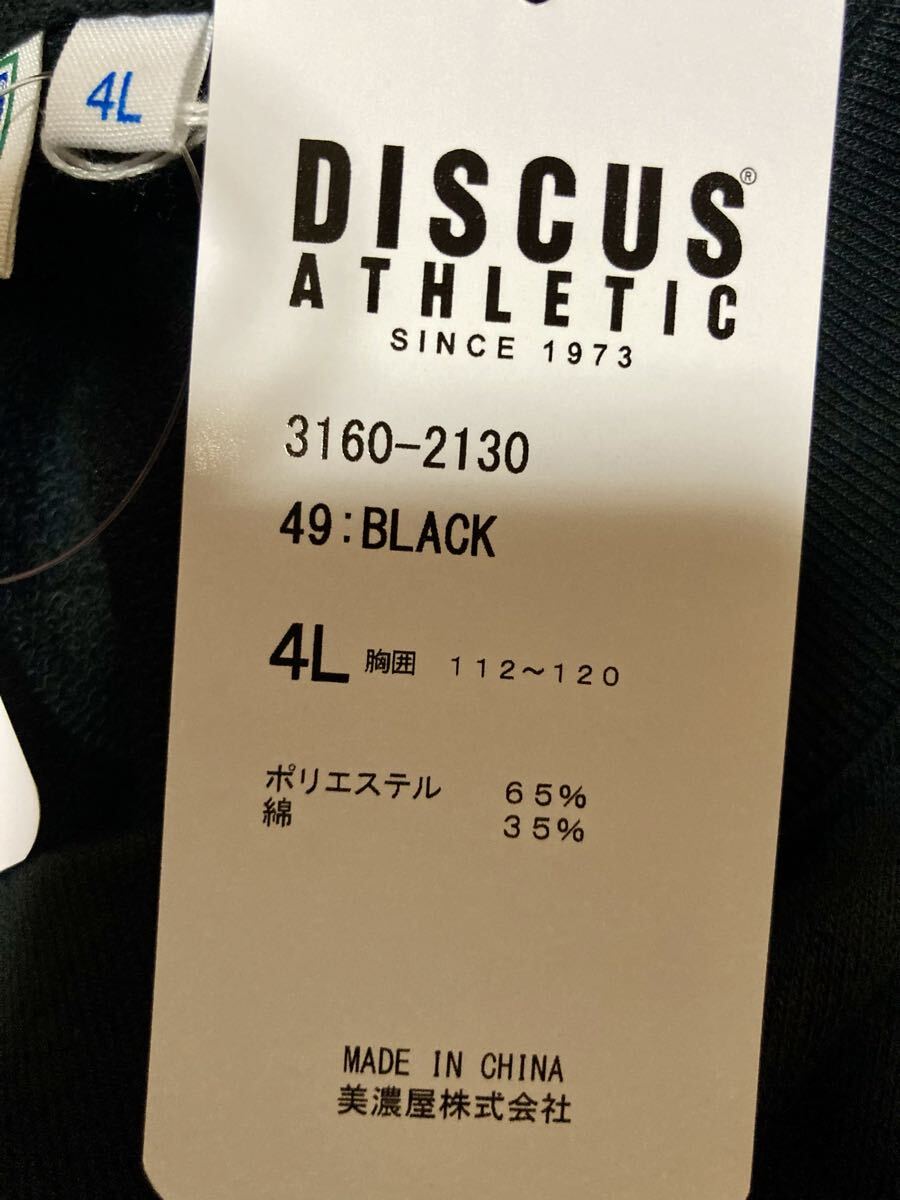 4L
DISCUS®
ATHLETIC
SINCE 1973
3160-2130
49:BLACK
4L 胸囲 112~120
ポリエステル 65%
綿 35%
MADE IN CHINA
美濃屋株式会社